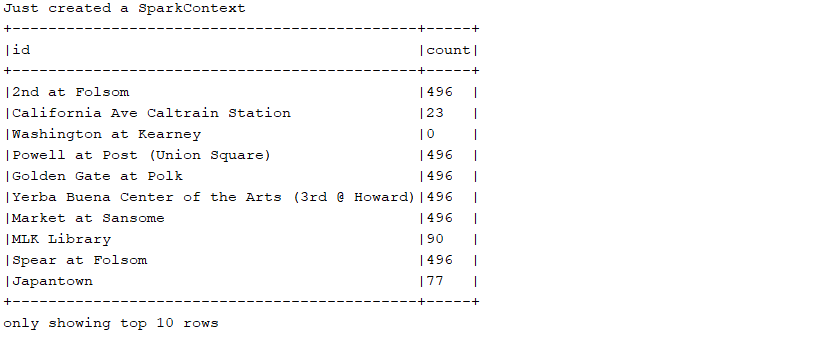 Just created a SparkContext
+---------------------------------------------+-----+
|id                                           |count|
+---------------------------------------------+-----+
|2nd at Folsom                                |496  |
|California Ave Caltrain Station              |23   |
|Washington at Kearney                        |0    |
|Powell at Post (Union Square)                |496  |
|Golden Gate at Polk                          |496  |
|Yerba Buena Center of the Arts (3rd @ Howard)|496  |
|Market at Sansome                            |496  |
|MLK Library                                  |90   |
|Spear at Folsom                              |496  |
|Japantown                                    |77   |
+---------------------------------------------+-----+
only showing top 10 rows